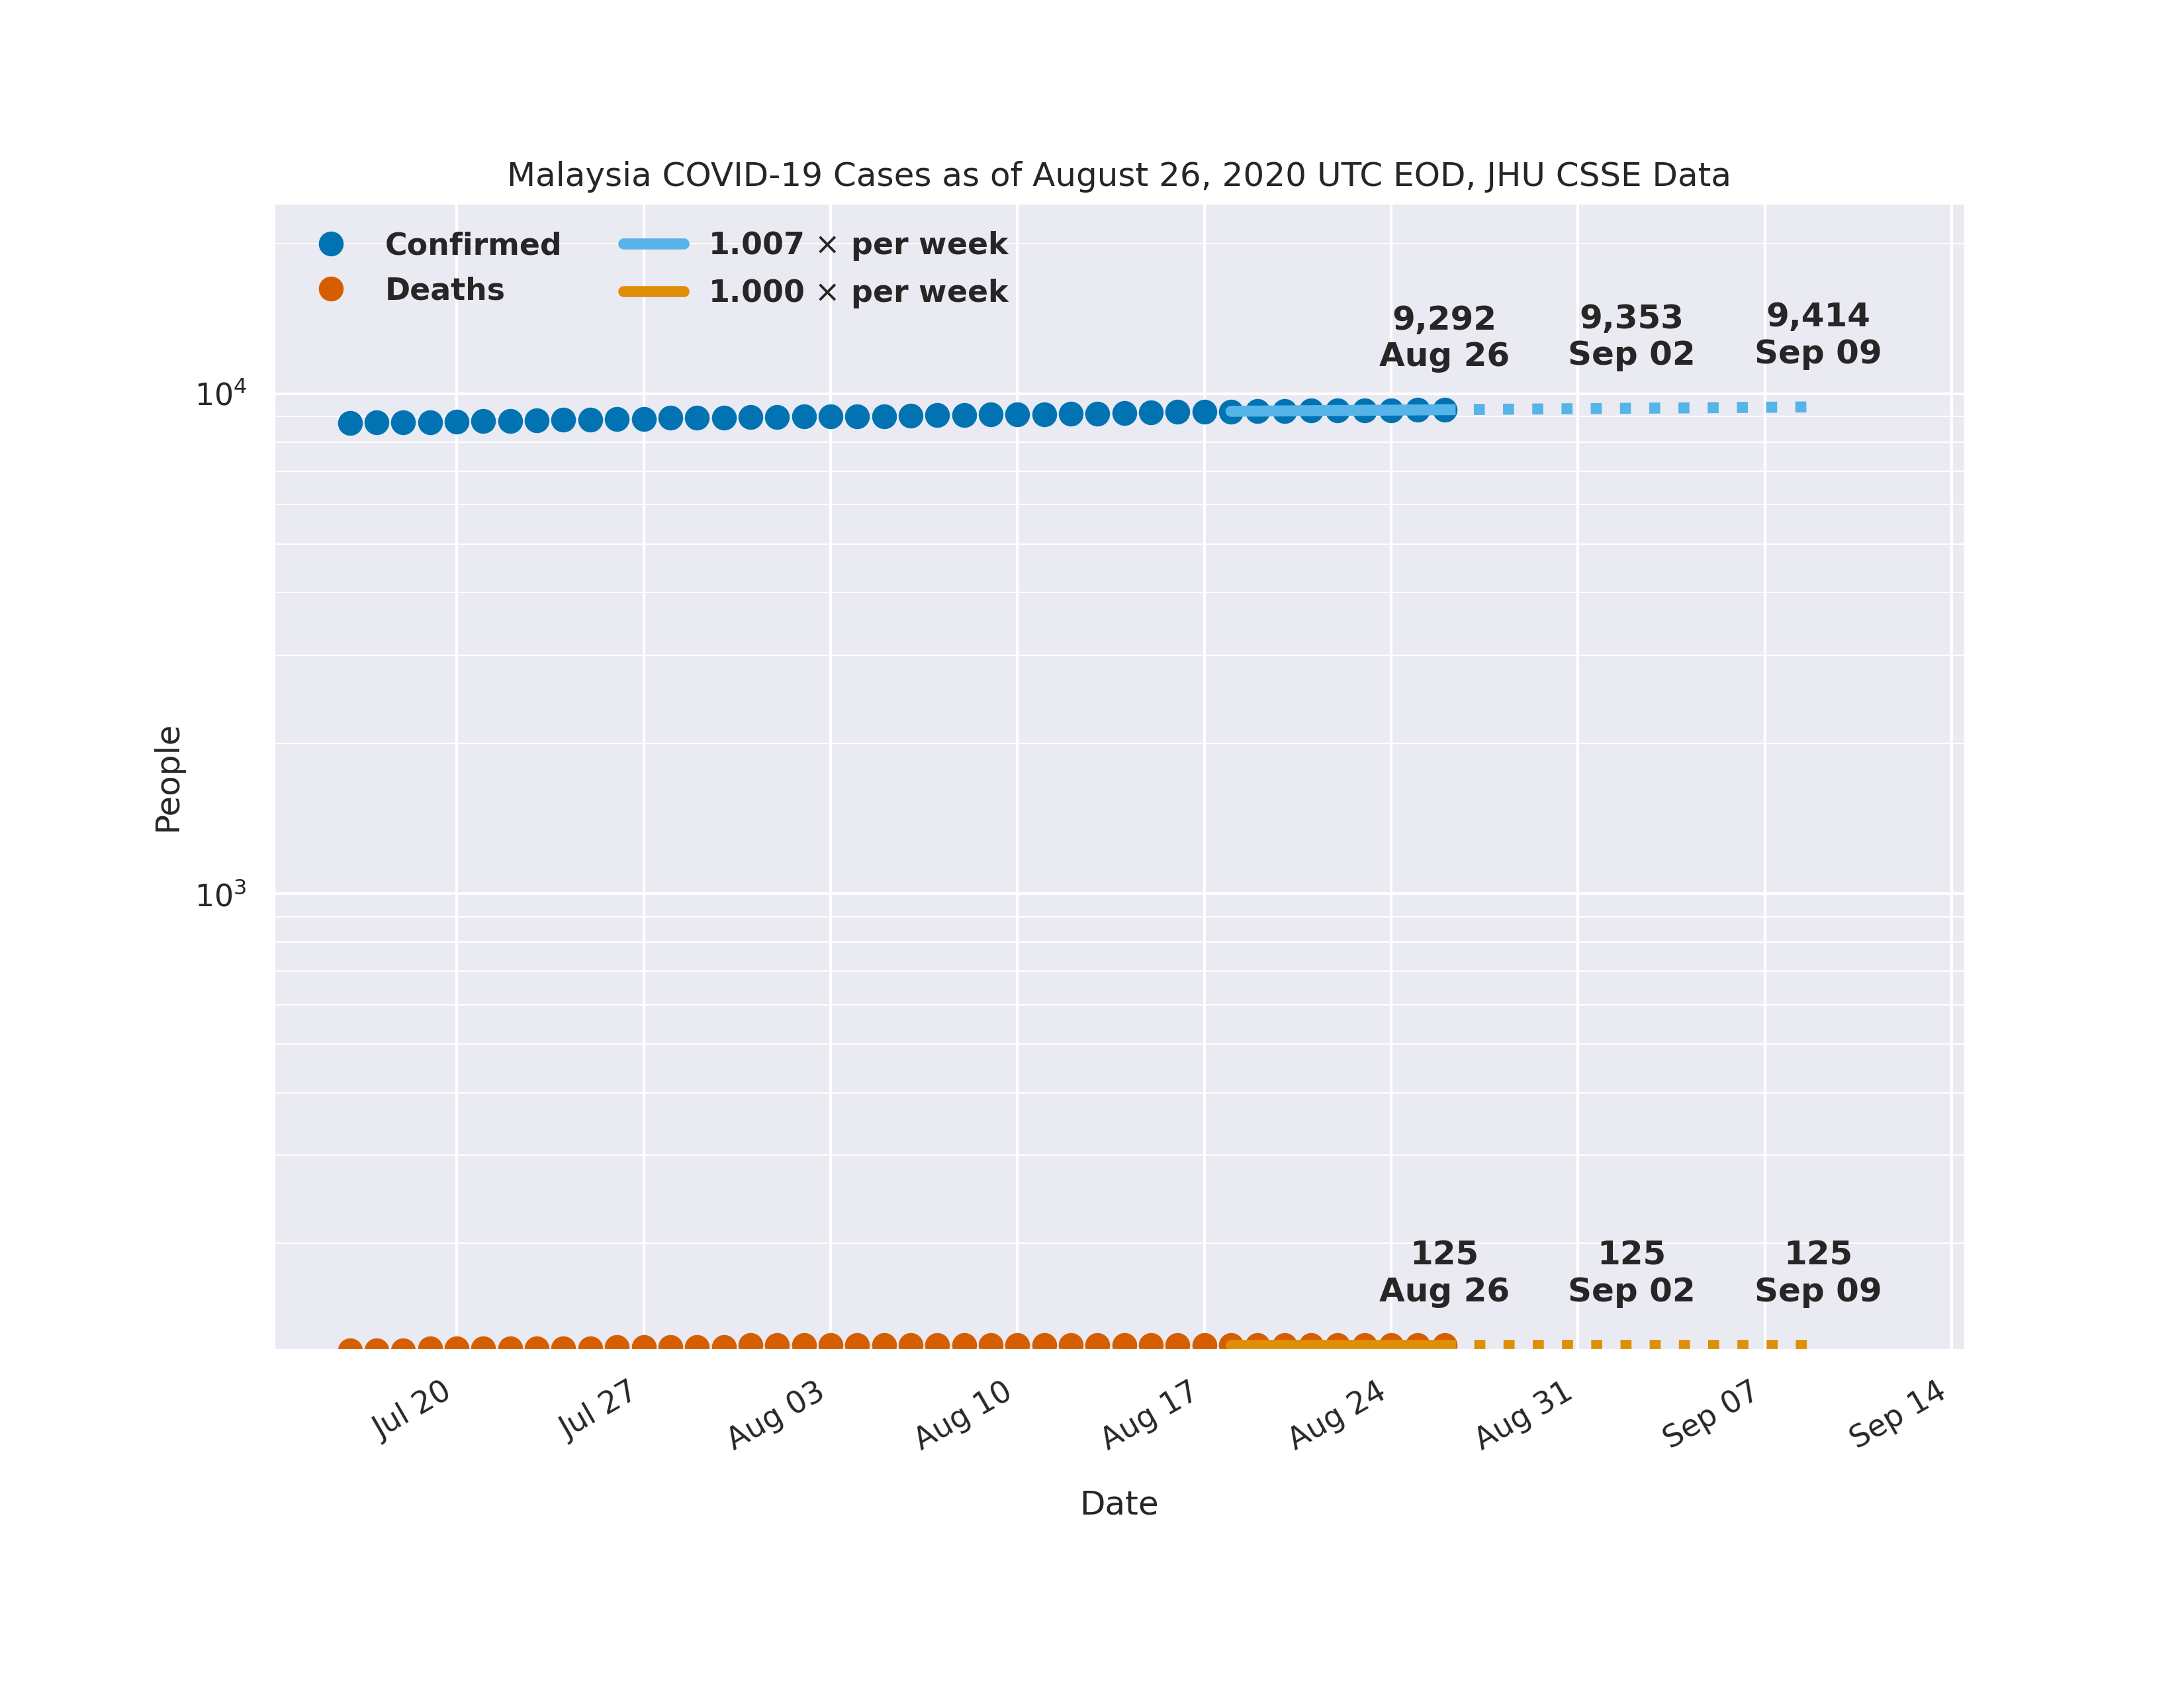 Malaysia COVID-19 Cases as of August 26, 2020 UTC EOD, JHU CSSE Data
Confirmed
Deaths
1.007 × per week
1.000 × per week
9,292
Aug 26
9,353
Sep 02
9,414
Sep 09
10⁴
People
10³
125
Aug 26
125
Sep 02
125
Sep 09
Jul 20
Jul 27
Aug 03
Aug 10
Aug 17
Aug 24
Aug 31
Sep 07
Sep 14
Date